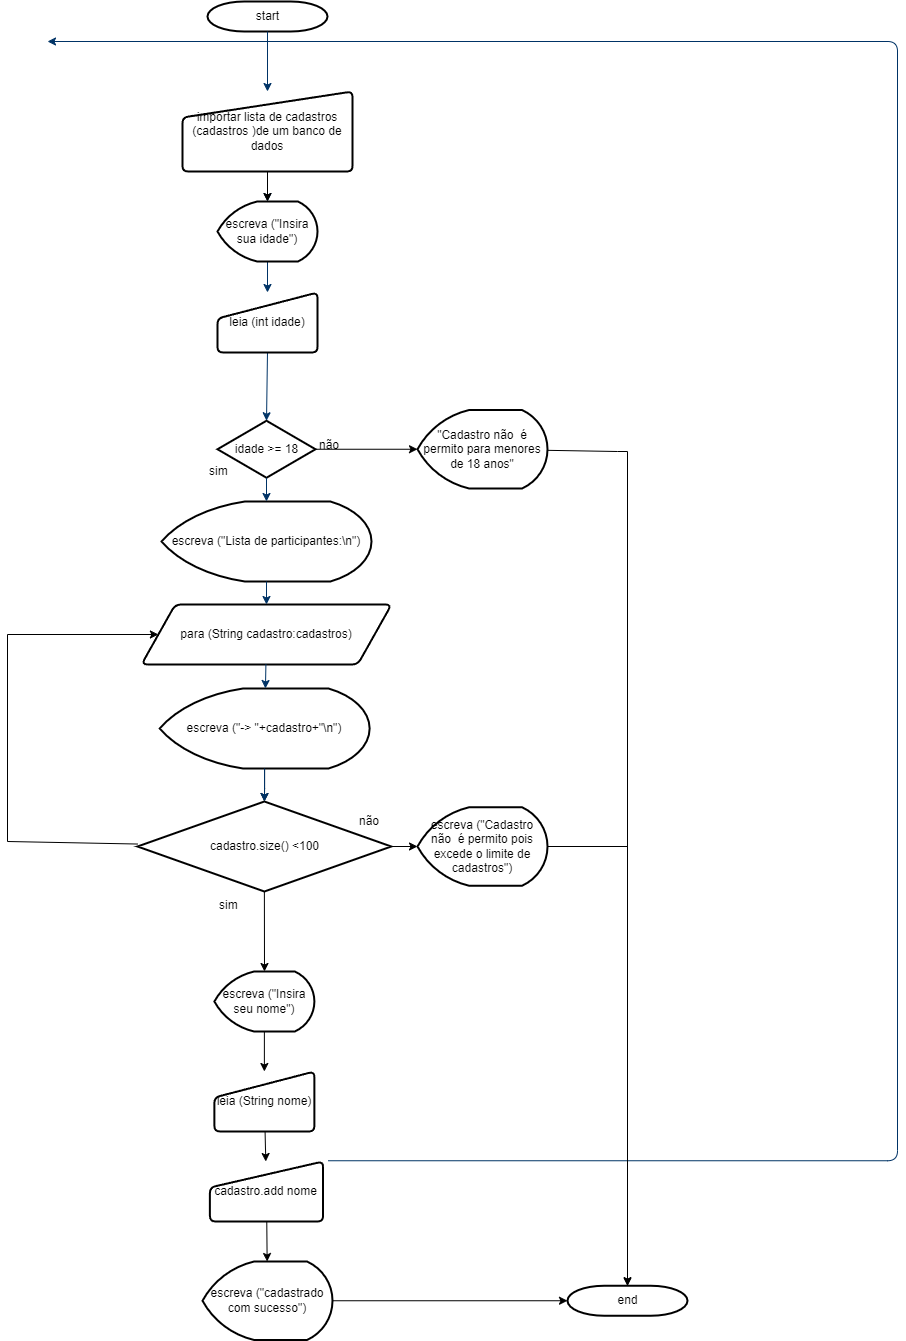 start
importar lista de cadastros
(cadastros )de um banco de
dados
escreva ("Insira
sua idade")
leia (int idade)
idade >= 18
não
sim
"Cadastro não  é
permito para menores
de 18 anos"
escreva ("Lista de participantes:\n")
para (String cadastro:cadastros)
escreva ("-> "+cadastro+"\n")
cadastro.size() <100
não
sim
escreva ("Cadastro
não  é permito pois
excede o limite de
cadastros")
escreva ("Insira
seu nome")
leia (String nome)
cadastro.add nome
escreva ("cadastrado
com sucesso")
end